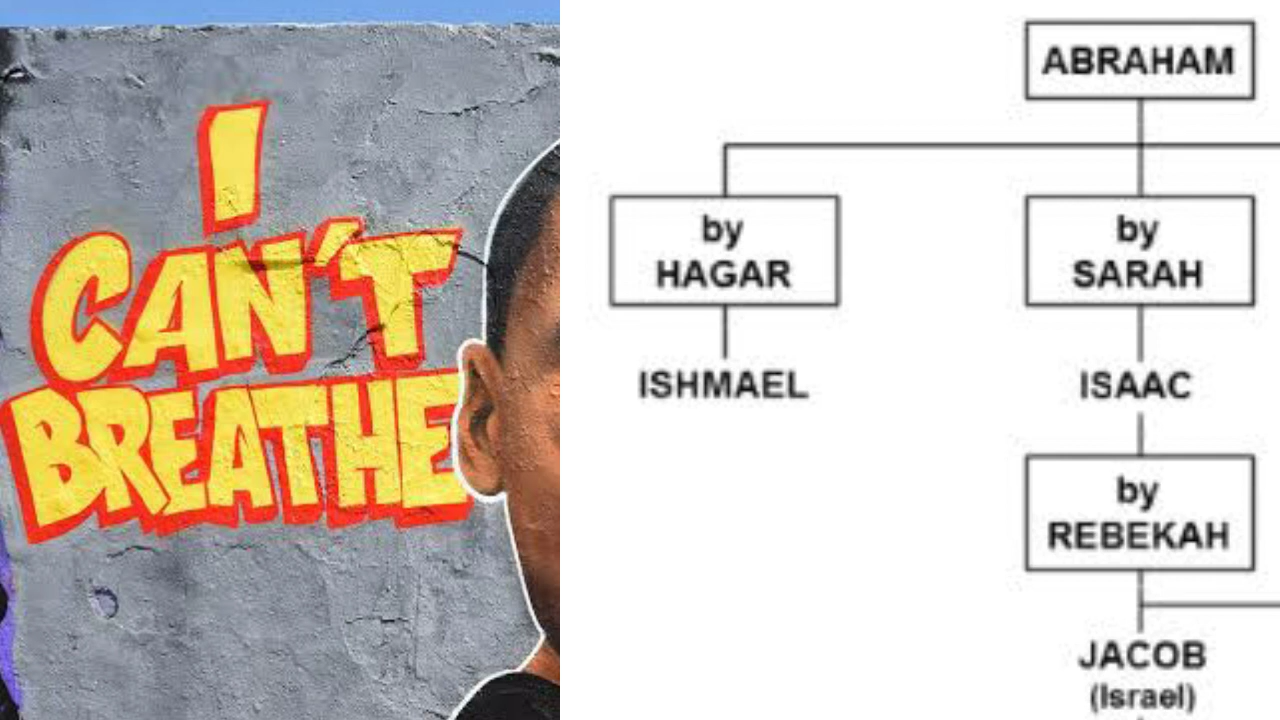 I
CAN'T
BREATHE
ABRAHAM
by
HAGAR
by
SARAH
ISHMAEL
ISAAC
by
REBEKAH
JACOB
(Israel)